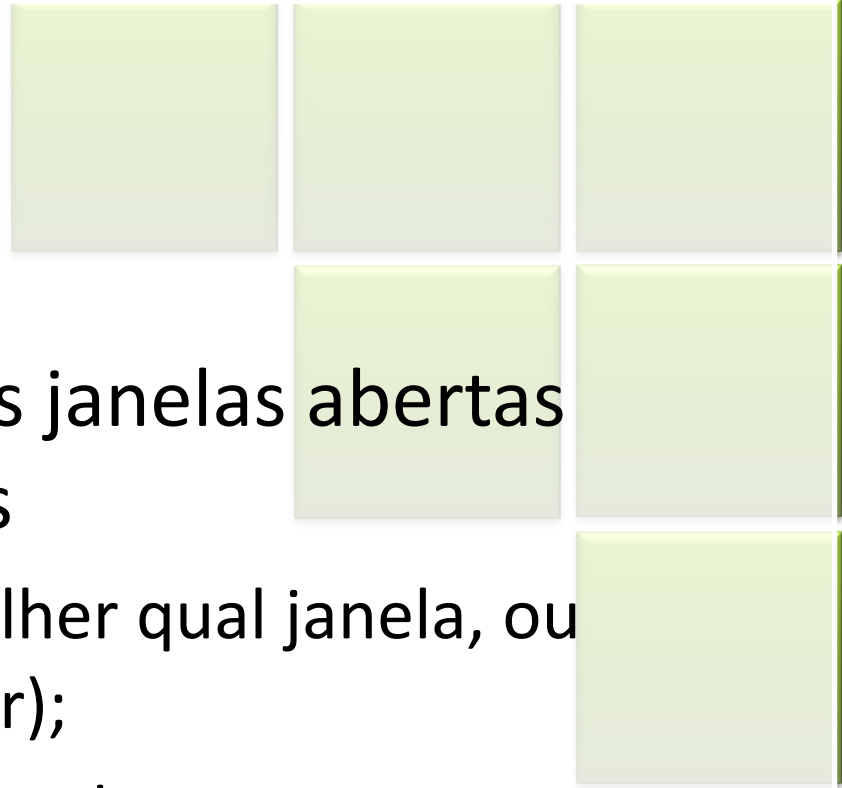 s janelas abertas
s
lher qual janela, ou
r);